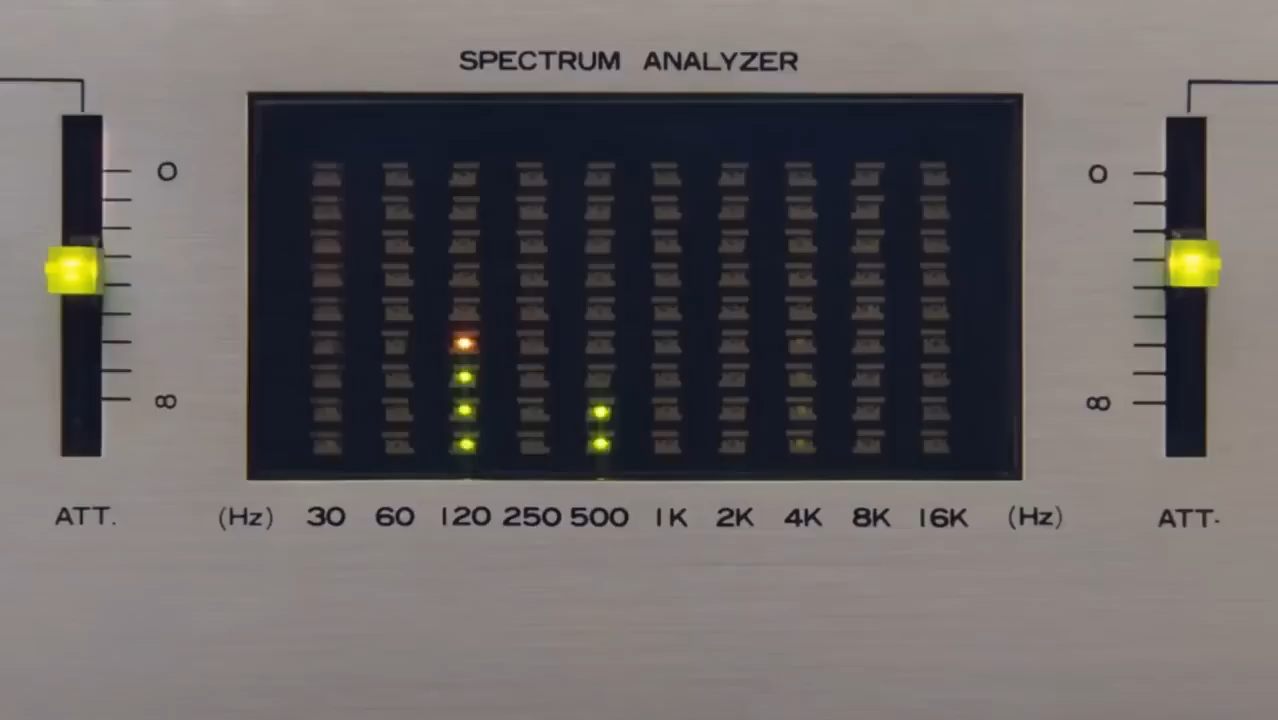 SPECTRUM ANALYZER
0 0
∞ ∞
ATT. (Hz) 30 60 120 250 500 1K 2K 4K 8K 16K (Hz) ATT.